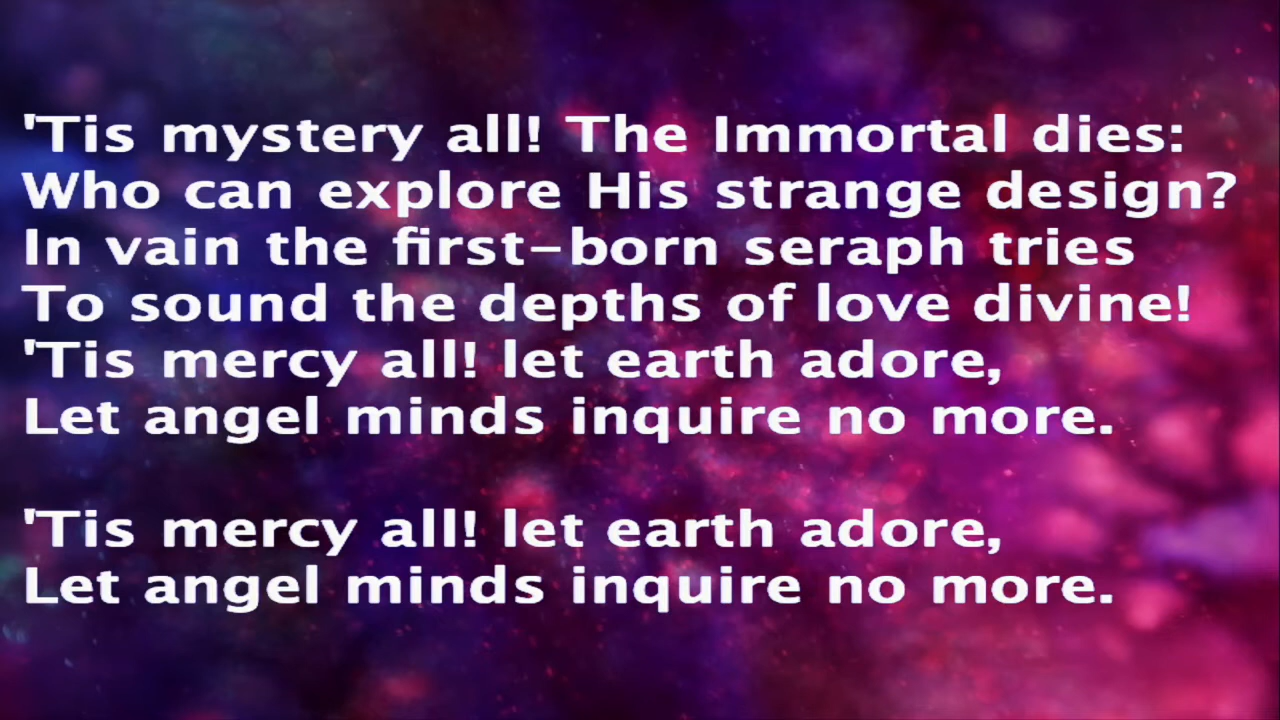 'Tis mystery all! The Immortal dies:
Who can explore His strange design?
In vain the first–born seraph tries
To sound the depths of love divine!
'Tis mercy all! let earth adore,
Let angel minds inquire no more.

'Tis mercy all! let earth adore,
Let angel minds inquire no more.